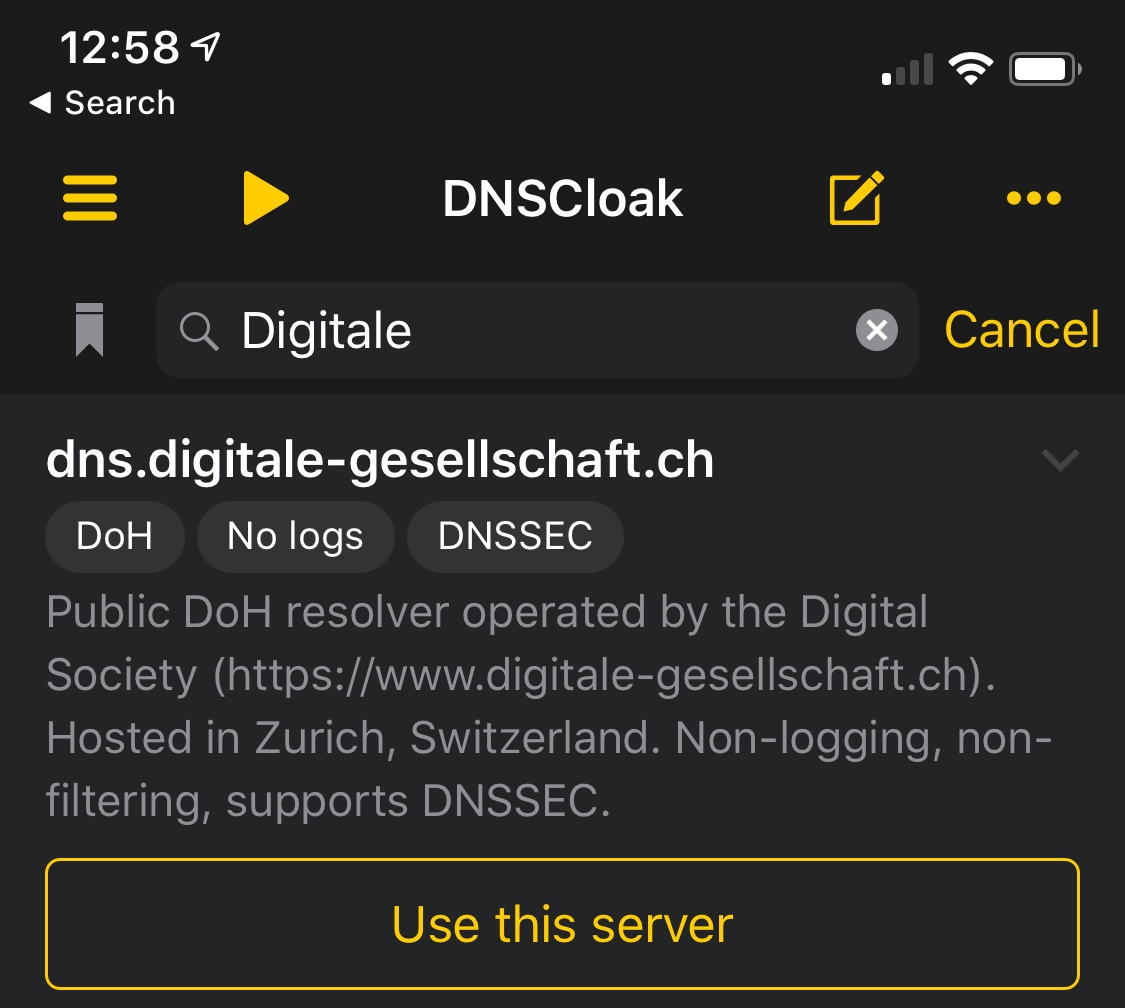 12:58
Search
DNSCloak
Digitale
Cancel
dns.digitale-gesellschaft.ch
DoH No logs DNSSEC
Public DoH resolver operated by the Digital
Society (https://www.digitale-gesellschaft.ch).
Hosted in Zurich, Switzerland. Non-logging, non-
filtering, supports DNSSEC.
Use this server